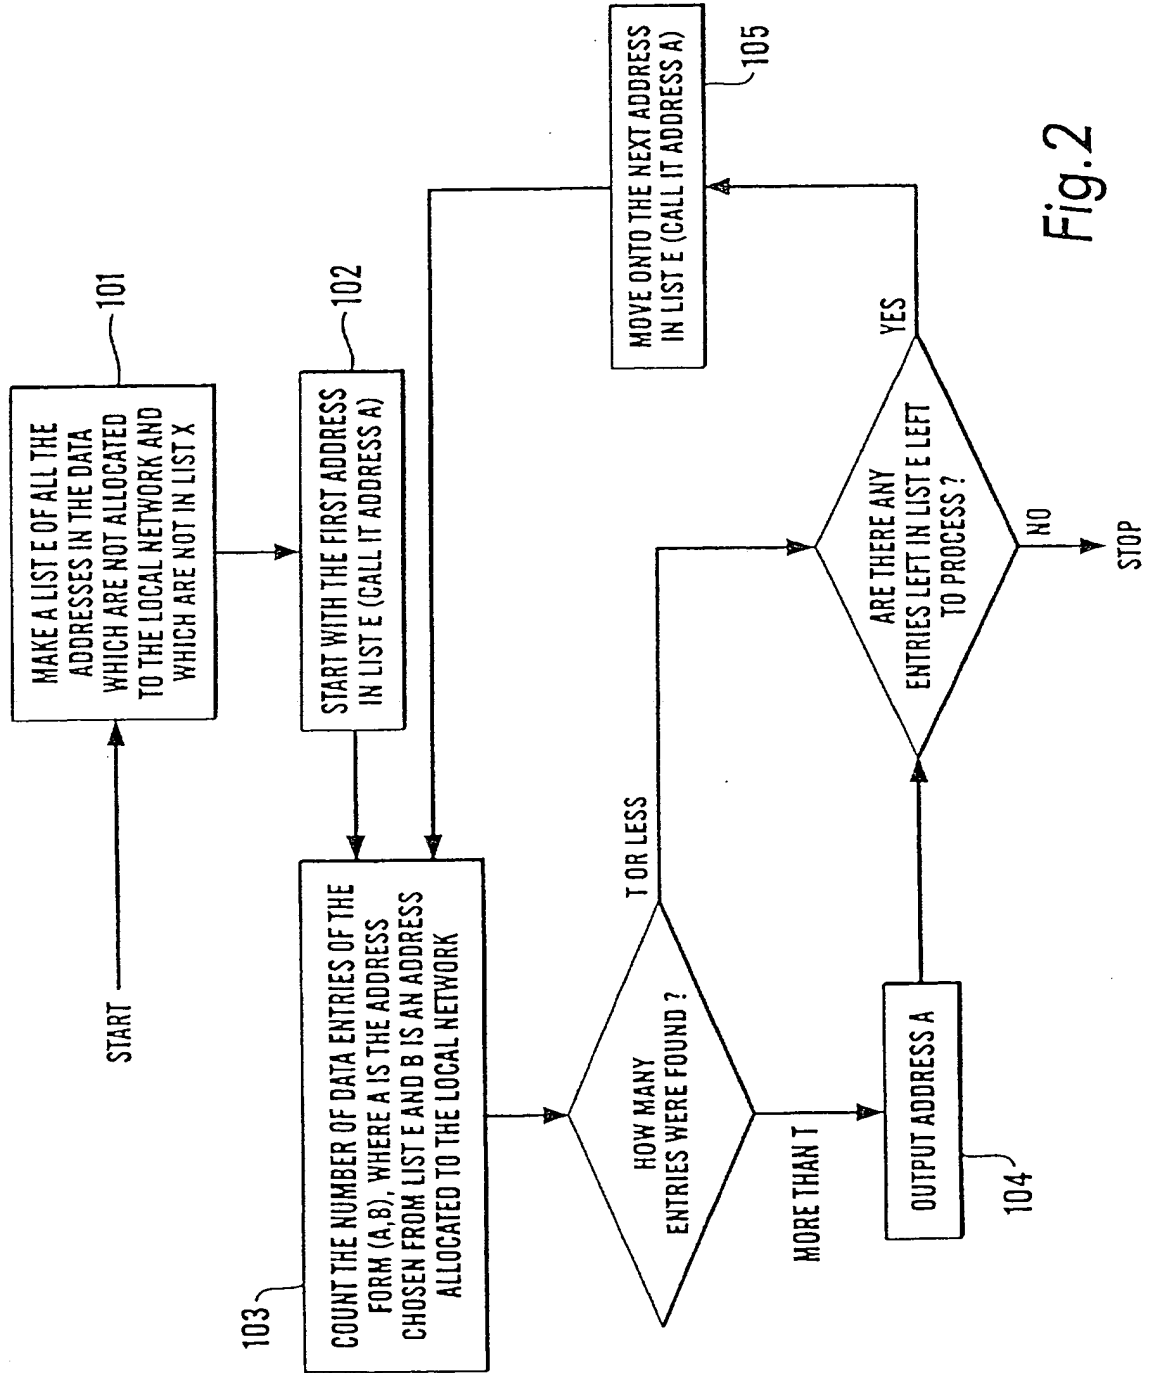 START
MAKE A LIST E OF ALL THE
ADDRESSES IN THE DATA
WHICH ARE NOT ALLOCATED
TO THE LOCAL NETWORK AND
WHICH ARE NOT IN LIST X
101
START WITH THE FIRST ADDRESS
IN LIST E (CALL IT ADDRESS A)
102
103
COUNT THE NUMBER OF DATA ENTRIES OF THE
FORM (A,B), WHERE A IS THE ADDRESS
CHOSEN FROM LIST E AND B IS AN ADDRESS
ALLOCATED TO THE LOCAL NETWORK
HOW MANY
ENTRIES WERE FOUND?
T OR LESS
MORE THAN T
OUTPUT ADDRESS A
104
ARE THERE ANY
ENTRIES LEFT IN LIST E LEFT
TO PROCESS?
YES
NO
STOP
MOVE ONTO THE NEXT ADDRESS
IN LIST E (CALL IT ADDRESS A)
105
Fig.2